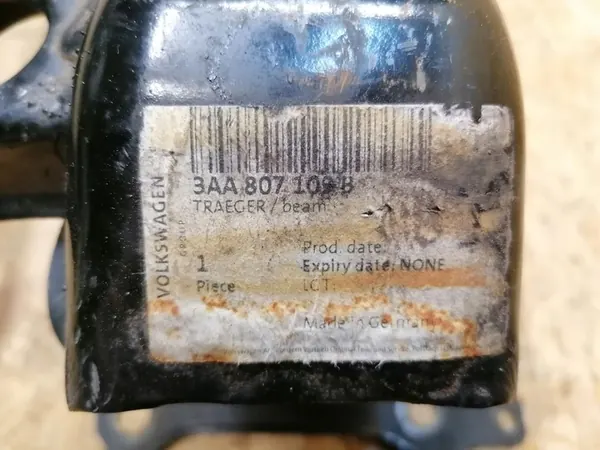 VOLKSWAGEN
3AA 807 109 B
TRAEGER / beam
Prod. date
1
Expiry date: NONE
Piece
LCT
Made in Germany